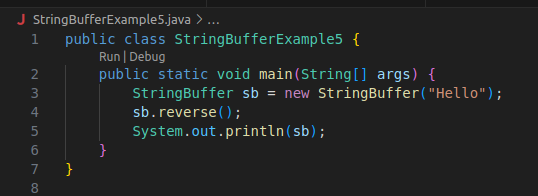 J StringBufferExample5.java > ...
1 public class StringBufferExample5 {
Run | Debug
2 public static void main(String[] args) {
3 StringBuffer sb = new StringBuffer("Hello");
4 sb.reverse();
5 System.out.println(sb);
6 }
7 }
8